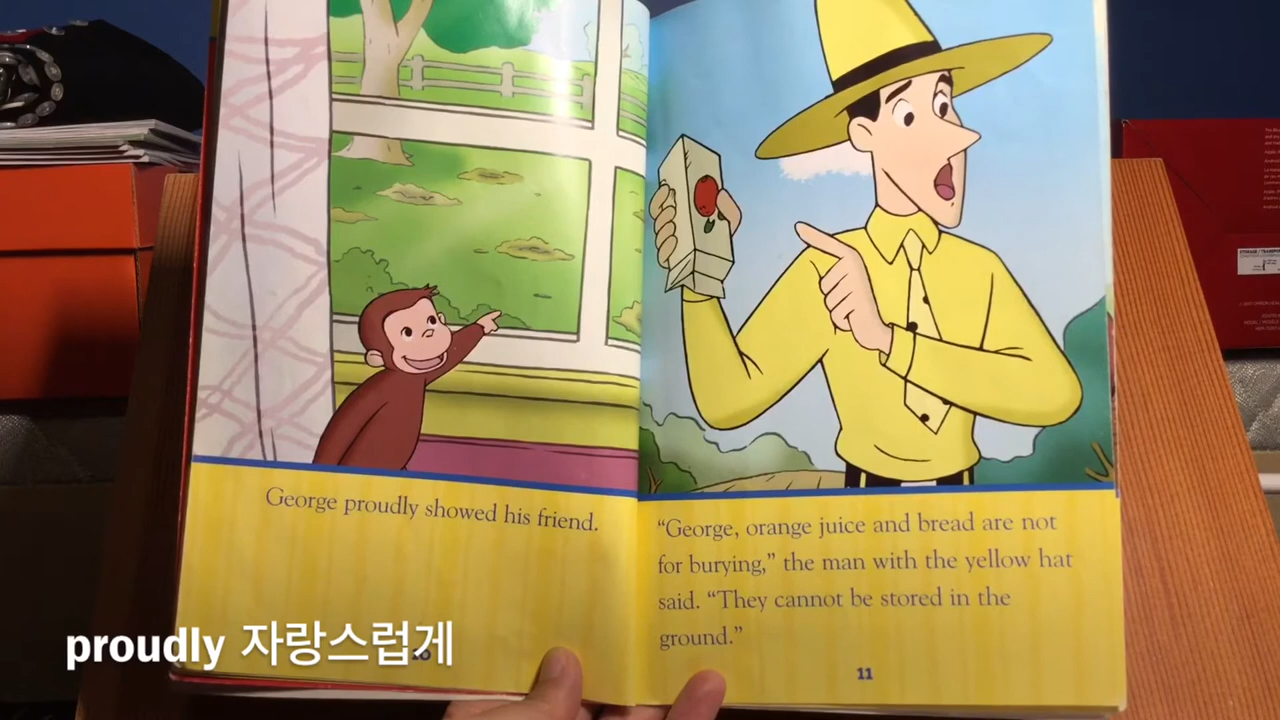 George proudly showed his friend.
10
“George, orange juice and bread are not
for burying,” the man with the yellow hat
said. “They cannot be stored in the
ground.”
11
proudly 자랑스럽게